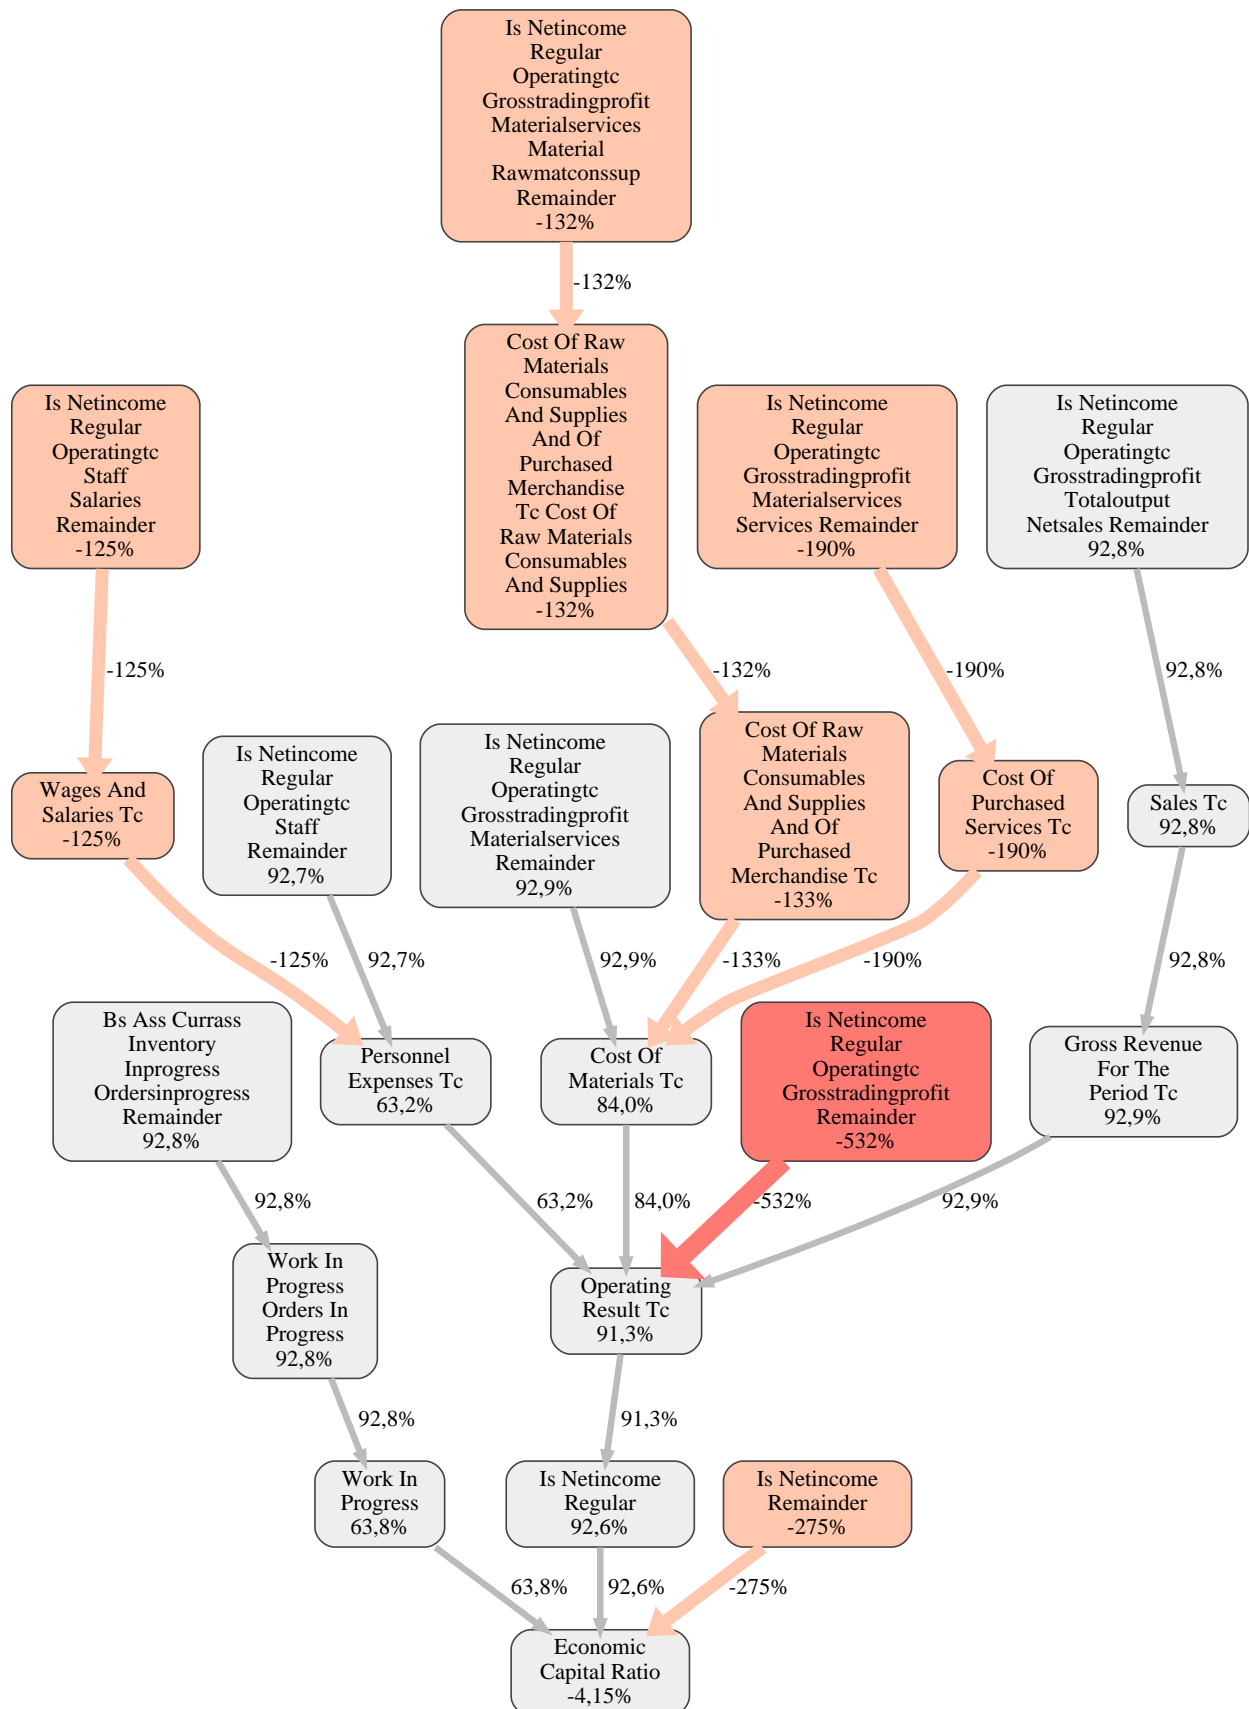 Is Netincome
Regular
Operatingtc
Grosstradingprofit
Materialservices
Material
Rawmatconssup
Remainder
-132%
-132%
Cost Of Raw
Materials
Consumables
And Supplies
And Of
Purchased
Merchandise
Tc Cost Of
Raw Materials
Consumables
And Supplies
-132%
Is Netincome
Regular
Operatingtc
Staff
Salaries
Remainder
-125%
Is Netincome
Regular
Operatingtc
Grosstradingprofit
Materialservices
Services Remainder
-190%
Is Netincome
Regular
Operatingtc
Grosstradingprofit
Totaloutput
Netsales Remainder
92,8%
-125%
-132%
-190%
92,8%
Wages And
Salaries Tc
-125%
Is Netincome
Regular
Operatingtc
Staff
Remainder
92,7%
Is Netincome
Regular
Operatingtc
Grosstradingprofit
Materialservices
Remainder
92,9%
Cost Of Raw
Materials
Consumables
And Supplies
And Of
Purchased
Merchandise Tc
-133%
Cost Of
Purchased
Services Tc
-190%
Sales Tc
92,8%
-125%
92,7%
92,9%
-133%
-190%
92,8%
Bs Ass Currass
Inventory
Inprogress
Ordersinprogress
Remainder
92,8%
Personnel
Expenses Tc
63,2%
Cost Of
Materials Tc
84,0%
Is Netincome
Regular
Operatingtc
Grosstradingprofit
Remainder
-532%
Gross Revenue
For The
Period Tc
92,9%
92,8%
63,2%
84,0%
-532%
92,9%
Work In
Progress
Orders In
Progress
92,8%
Operating
Result Tc
91,3%
92,8%
91,3%
Work In
Progress
63,8%
Is Netincome
Regular
92,6%
Is Netincome
Remainder
-275%
63,8%
92,6%
-275%
Economic
Capital Ratio
-4,15%